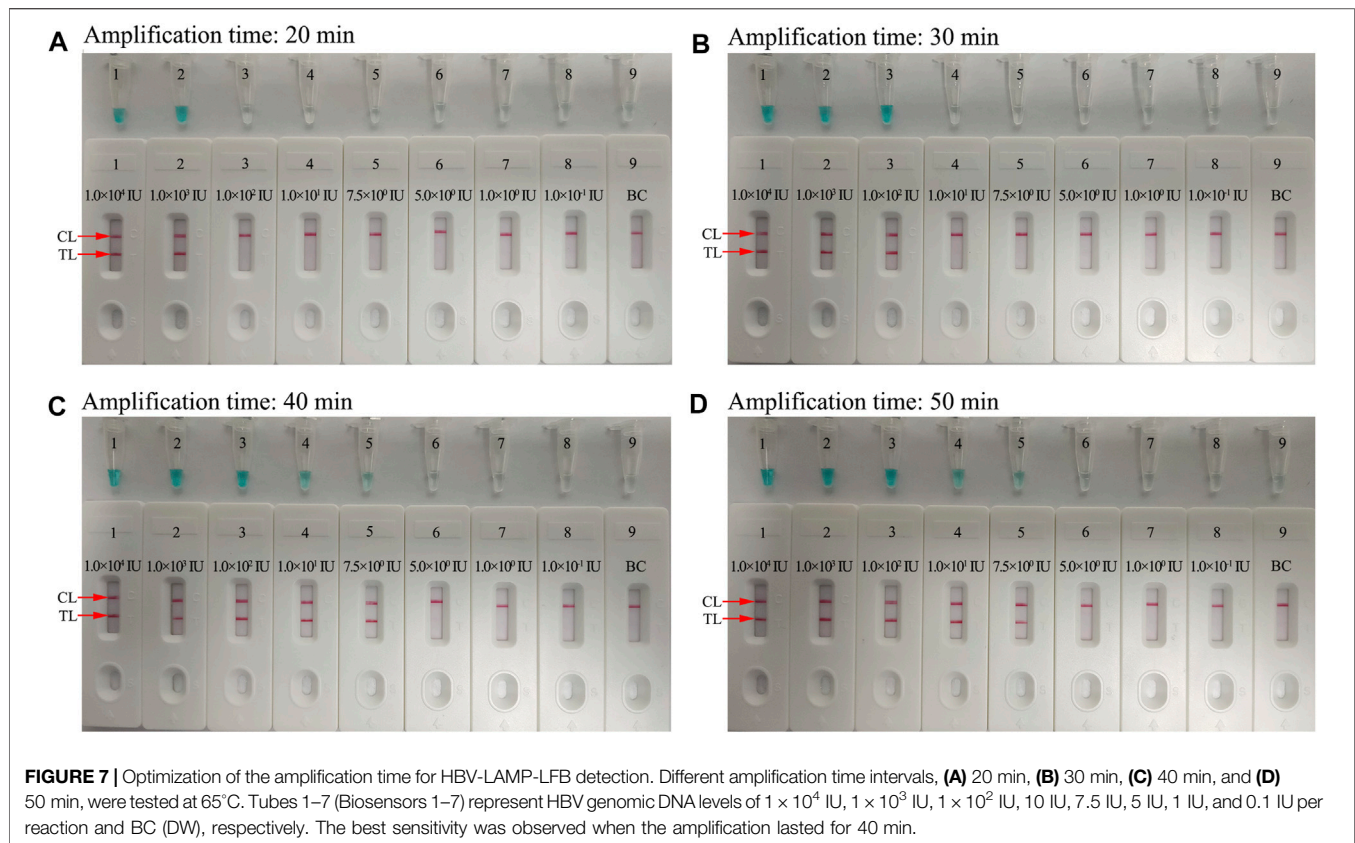 A Amplification time: 20 min
1 2 3 4 5 6 7 8 9
1 2 3 4 5 6 7 8 9
1.0×10⁴ IU 1.0×10³ IU 1.0×10² IU 1.0×10¹ IU 7.5×10⁰ IU 5.0×10⁰ IU 1.0×10⁰ IU 1.0×10⁻¹ IU BC
CL
TL
B Amplification time: 30 min
1 2 3 4 5 6 7 8 9
1 2 3 4 5 6 7 8 9
1.0×10⁴ IU 1.0×10³ IU 1.0×10² IU 1.0×10¹ IU 7.5×10⁰ IU 5.0×10⁰ IU 1.0×10⁰ IU 1.0×10⁻¹ IU BC
CL
TL
C Amplification time: 40 min
1 2 3 4 5 6 7 8 9
1 2 3 4 5 6 7 8 9
1.0×10⁴ IU 1.0×10³ IU 1.0×10² IU 1.0×10¹ IU 7.5×10⁰ IU 5.0×10⁰ IU 1.0×10⁰ IU 1.0×10⁻¹ IU BC
CL
TL
D Amplification time: 50 min
1 2 3 4 5 6 7 8 9
1 2 3 4 5 6 7 8 9
1.0×10⁴ IU 1.0×10³ IU 1.0×10² IU 1.0×10¹ IU 7.5×10⁰ IU 5.0×10⁰ IU 1.0×10⁰ IU 1.0×10⁻¹ IU BC
CL
TL
FIGURE 7 | Optimization of the amplification time for HBV-LAMP-LFB detection. Different amplification time intervals, (A) 20 min, (B) 30 min, (C) 40 min, and (D)
50 min, were tested at 65°C. Tubes 1–7 (Biosensors 1–7) represent HBV genomic DNA levels of 1 × 10⁴ IU, 1 × 10³ IU, 1 × 10² IU, 10 IU, 7.5 IU, 5 IU, 1 IU, and 0.1 IU per
reaction and BC (DW), respectively. The best sensitivity was observed when the amplification lasted for 40 min.